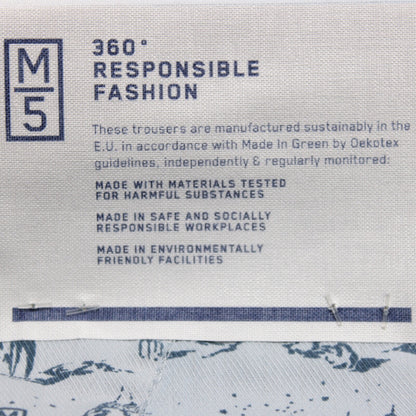 M
5
360°
RESPONSIBLE
FASHION
These trousers are manufactured sustainably in the
E.U. in accordance with Made In Green by Oekotex
guidelines, independently & regularly monitored:
MADE WITH MATERIALS TESTED
FOR HARMFUL SUBSTANCES
MADE IN SAFE AND SOCIALLY
RESPONSIBLE WORKPLACES
MADE IN ENVIRONMENTALLY
FRIENDLY FACILITIES
M